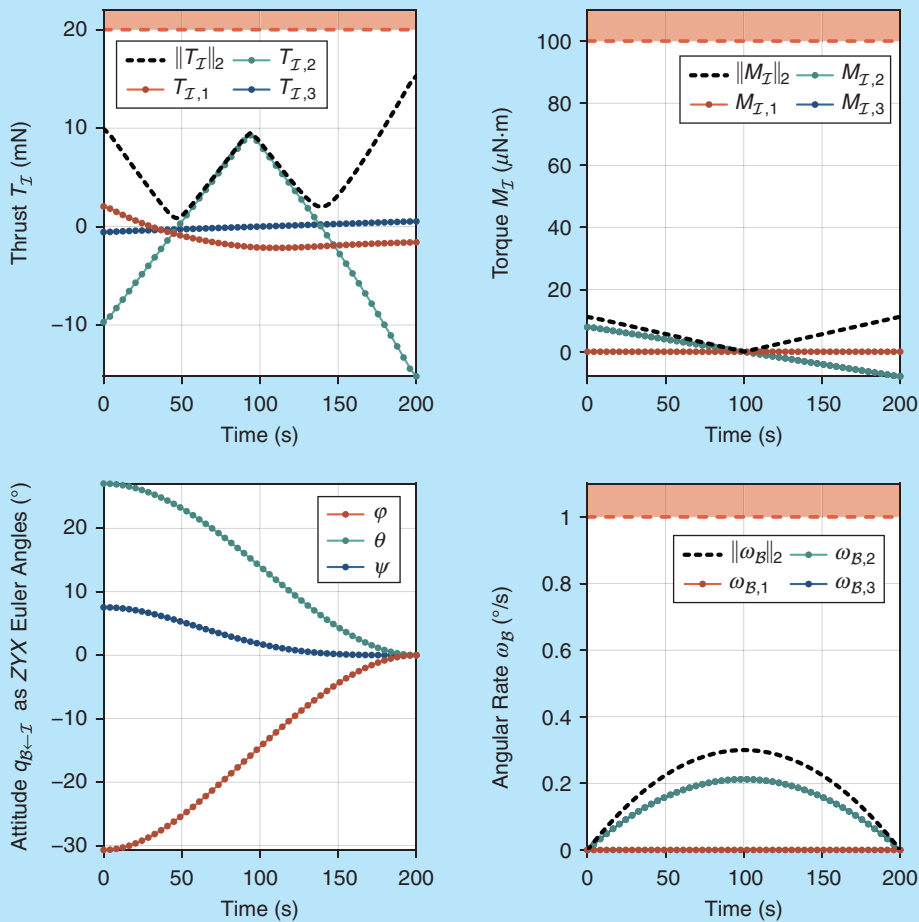 20
10
0
−10
Thrust T_ℐ (mN)
‖T_ℐ‖₂
T_ℐ,2
T_ℐ,1
T_ℐ,3
0 50 100 150 200
Time (s)
100
80
60
40
20
0
Torque M_ℐ (μN·m)
‖M_ℐ‖₂
M_ℐ,2
M_ℐ,1
M_ℐ,3
0 50 100 150 200
Time (s)
20
10
0
−10
−20
−30
Attitude q_ℬ←ℐ as ZYX Euler Angles (°)
φ
θ
ψ
0 50 100 150 200
Time (s)
1
0.8
0.6
0.4
0.2
0
Angular Rate ω_ℬ (°/s)
‖ω_ℬ‖₂
ω_ℬ,2
ω_ℬ,1
ω_ℬ,3
0 50 100 150 200
Time (s)